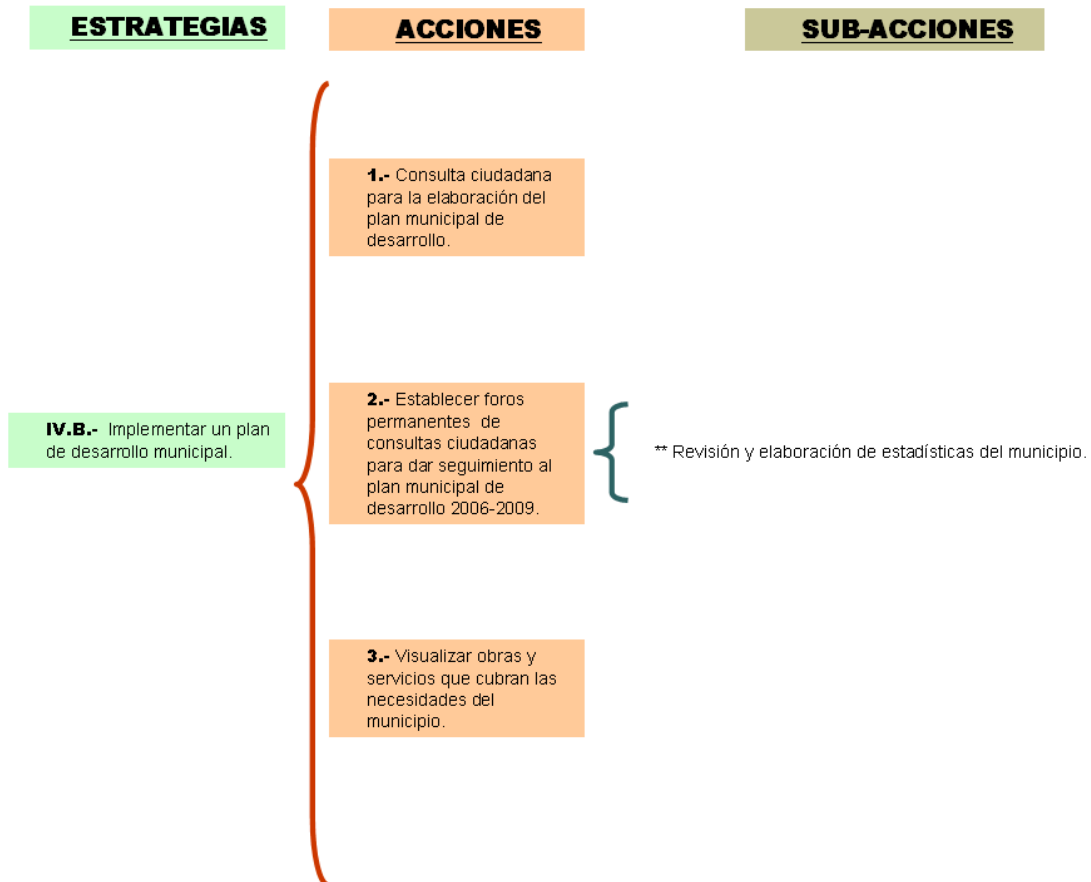 ESTRATEGIAS
ACCIONES
SUB-ACCIONES
1.- Consulta ciudadana
para la elaboración del
plan municipal de
desarrollo.
IV.B.- Implementar un plan
de desarrollo municipal.
2.- Establecer foros
permanentes de
consultas ciudadanas
para dar seguimiento al
plan municipal de
desarrollo 2006-2009.
** Revisión y elaboración de estadísticas del municipio.
3.- Visualizar obras y
servicios que cubran las
necesidades del
municipio.